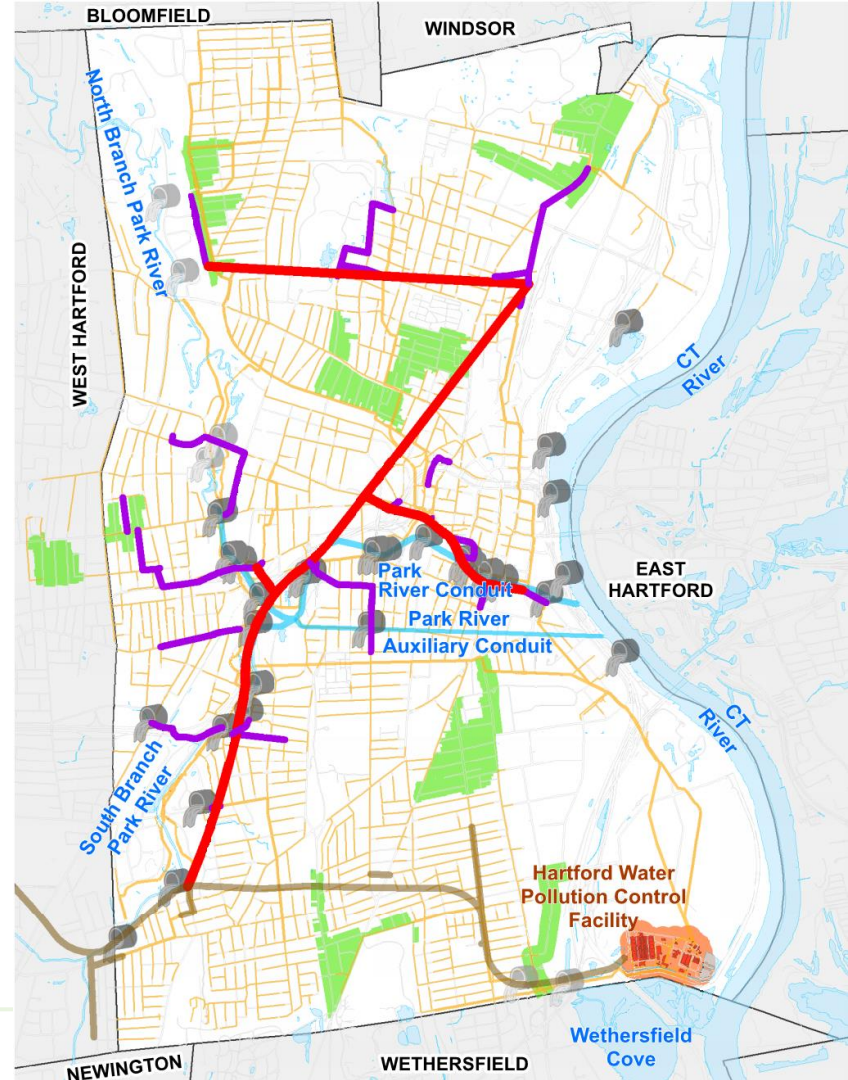 BLOOMFIELD
WINDSOR
North Branch Park River
WEST HARTFORD
CT
River
EAST
HARTFORD
Park
River Conduit
Park River
Auxiliary Conduit
CT
River
South Branch
Park River
Hartford Water
Pollution Control
Facility
Wethersfield
Cove
NEWINGTON
WETHERSFIELD